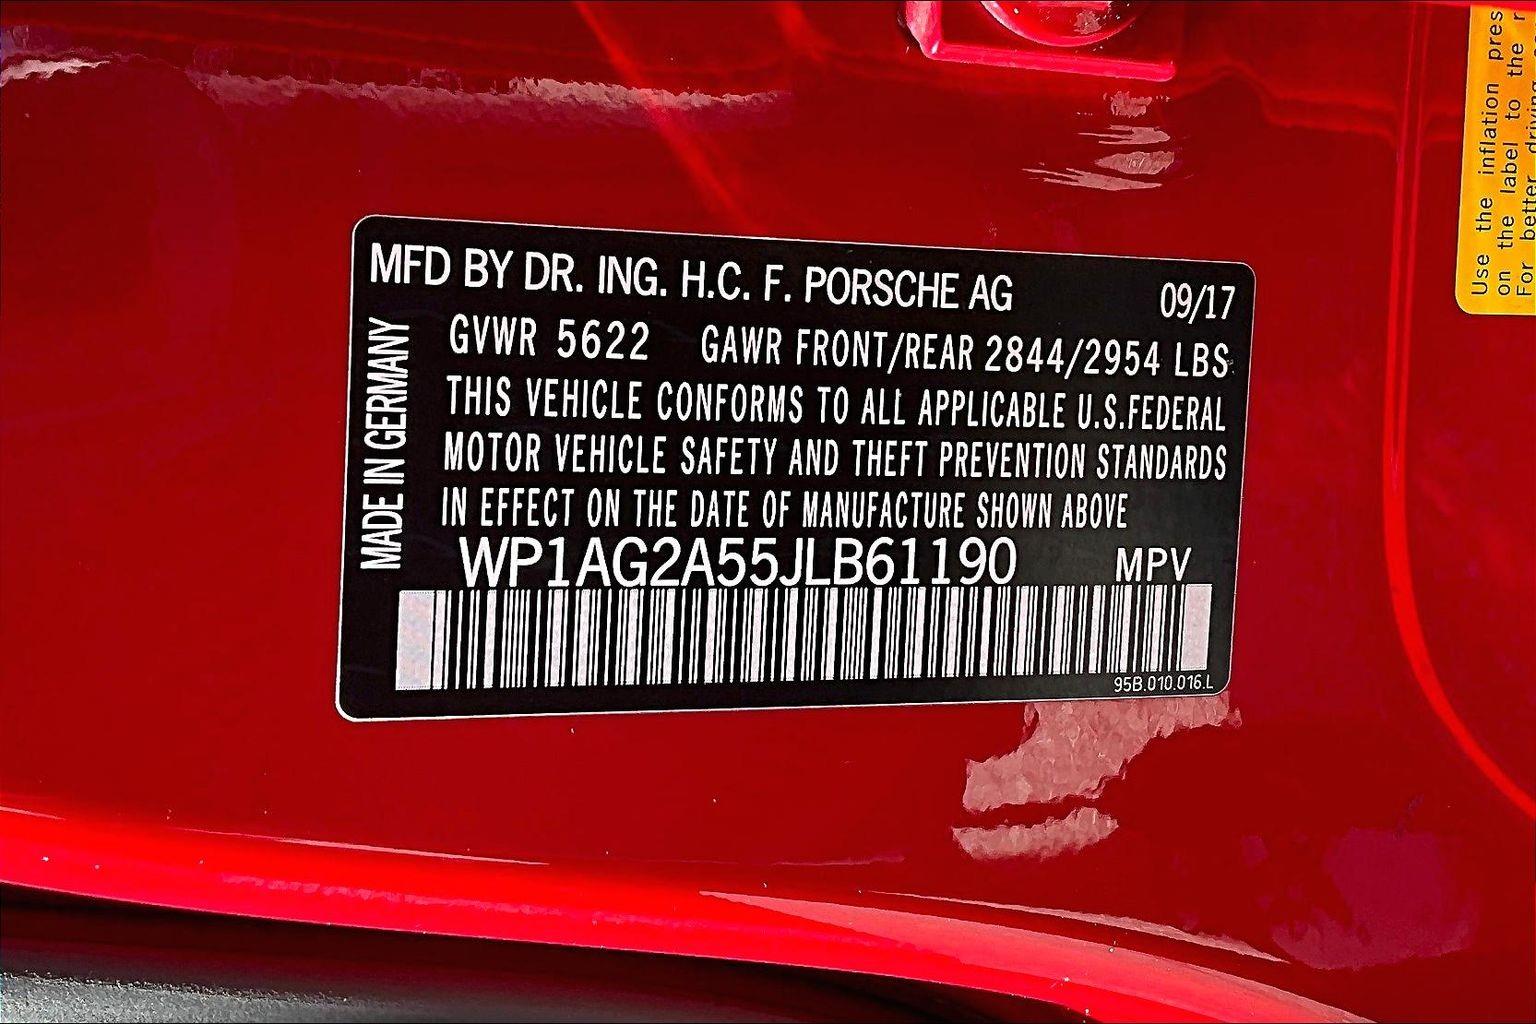 MFD BY DR. ING. H.C. F. PORSCHE AG 09/17
GVWR 5622 GAWR FRONT/REAR 2844/2954 LBS
THIS VEHICLE CONFORMS TO ALL APPLICABLE U.S.FEDERAL
MOTOR VEHICLE SAFETY AND THEFT PREVENTION STANDARDS
IN EFFECT ON THE DATE OF MANUFACTURE SHOWN ABOVE
WP1AG2A55JLB61190 MPV
95B.010.016.L
MADE IN GERMANY
Use the inflation pres
on the label to the r
For better driving